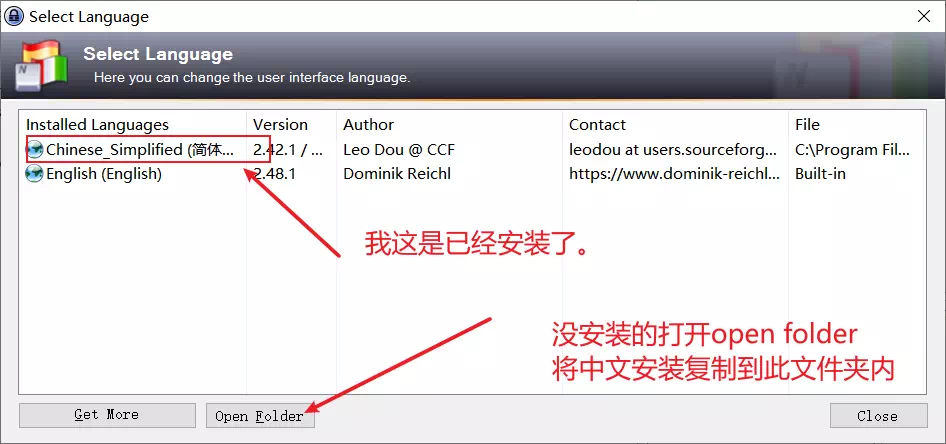 Select Language
Select Language
Here you can change the user interface language.
Installed Languages Version Author Contact File
Chinese_Simplified (简体... 2.42.1 / ... Leo Dou @ CCF leodou at users.sourceforg... C:\Program Fil...
English (English) 2.48.1 Dominik Reichl https://www.dominik-reichl... Built-in
我这是已经安装了。
没安装的打开open folder
将中文安装复制到此文件夹内
Get More Open Folder Close